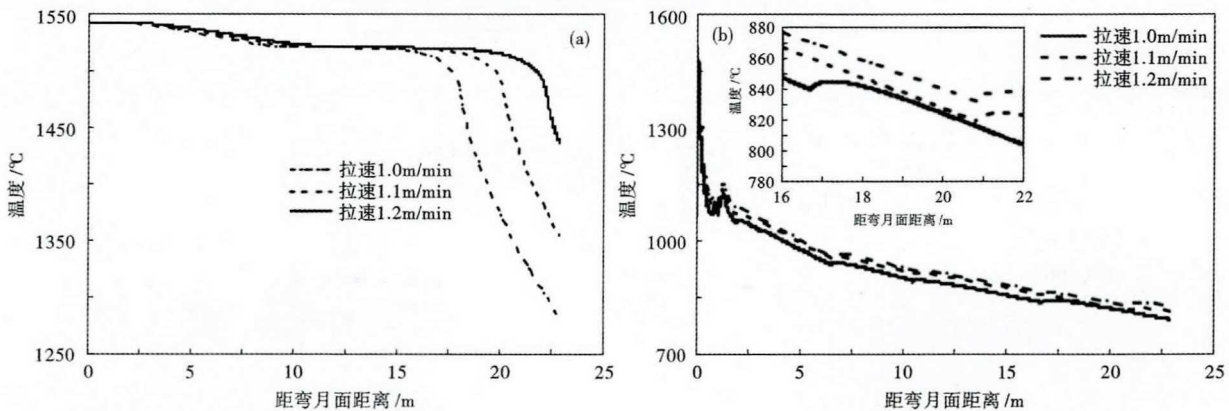 1550
1450
1350
1250
温度/℃
(a)
拉速1.0m/min
拉速1.1m/min
拉速1.2m/min
0 5 10 15 20 25
距弯月面距离/m
1600
1300
1000
700
温度/℃
(b)
拉速1.0m/min
拉速1.1m/min
拉速1.2m/min
880
860
840
820
800
780
温度/℃
16 18 20 22
距弯月面距离/m
0 5 10 15 20 25
距弯月面距离/m